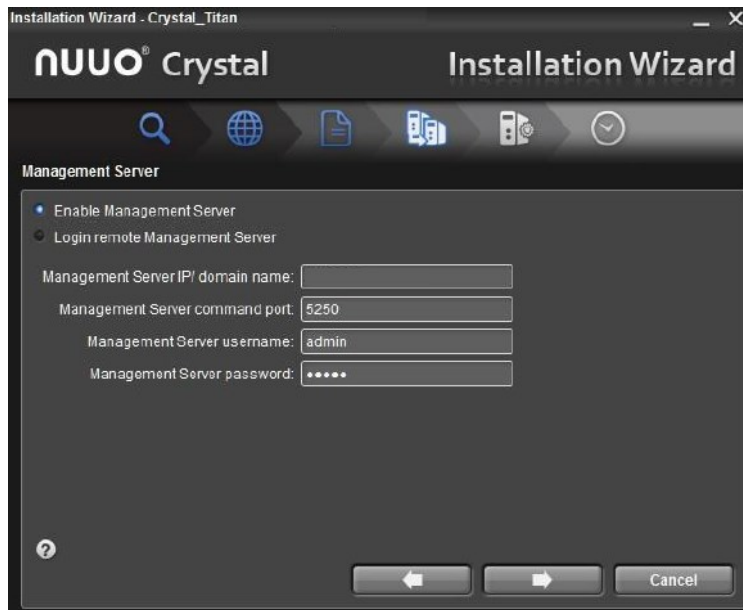 Installation Wizard - Crystal_Titan
NUUO® Crystal
Installation Wizard
Management Server
Enable Management Server
Login remote Management Server
Management Server IP/ domain name:
Management Server command port: 5250
Management Server username: admin
Management Server password: •••••
?
Cancel